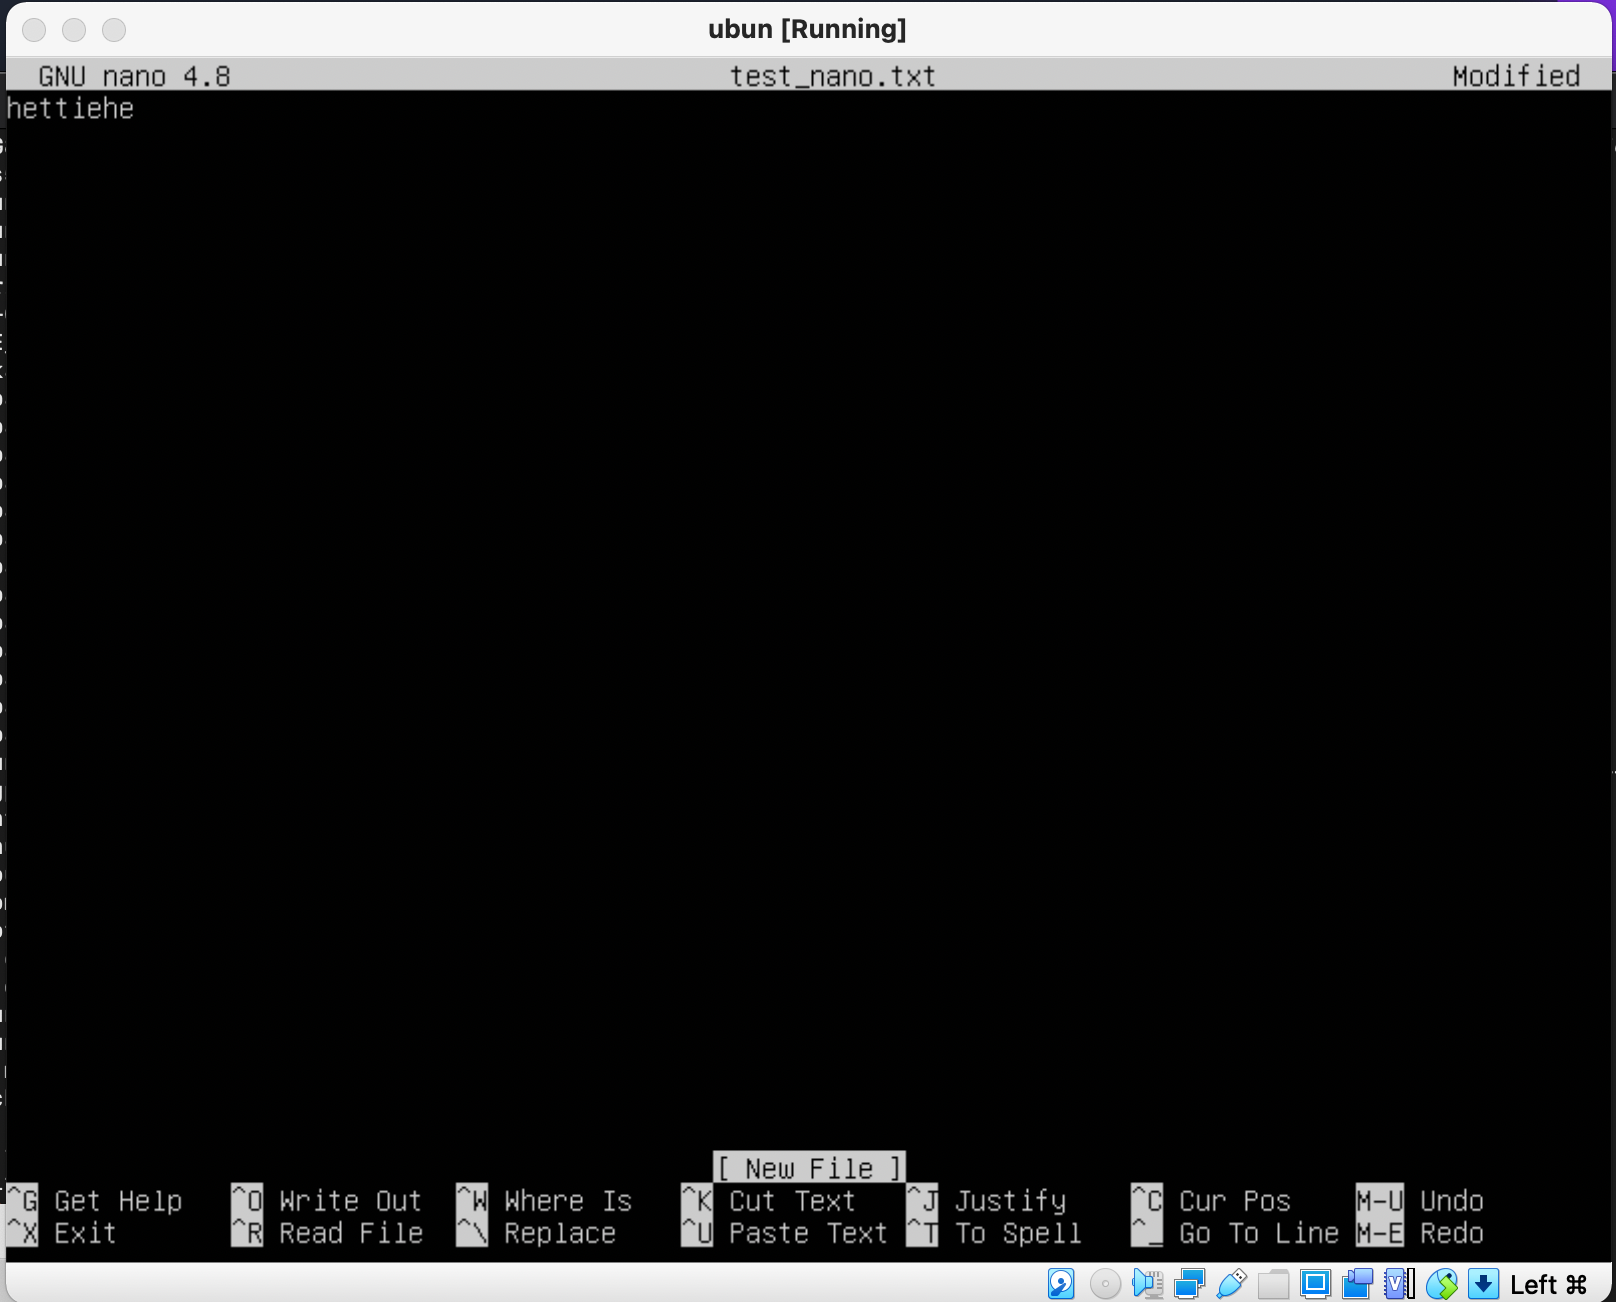 ubun [Running]
GNU nano 4.8 test_nano.txt Modified
hettiehe
[ New File ]
^G Get Help ^O Write Out ^W Where Is ^K Cut Text ^J Justify ^C Cur Pos M-U Undo
^X Exit ^R Read File ^\ Replace ^U Paste Text ^T To Spell ^_ Go To Line M-E Redo
Left ⌘